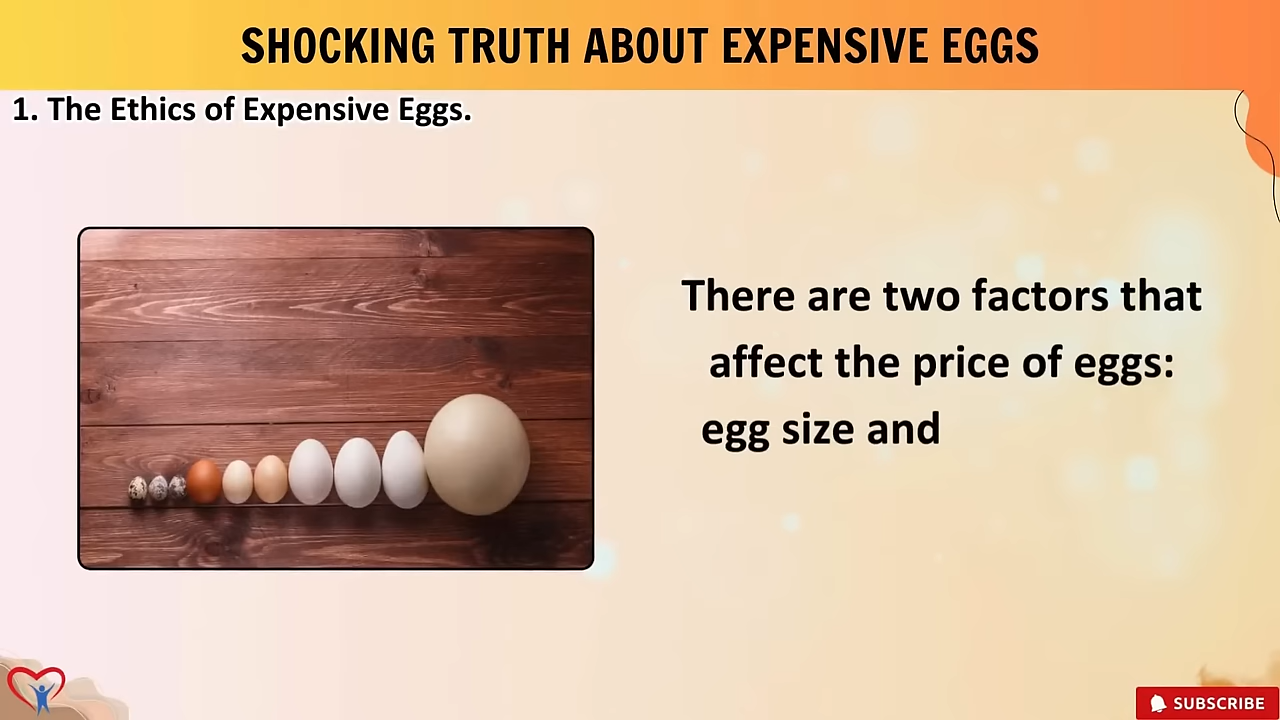 SHOCKING TRUTH ABOUT EXPENSIVE EGGS
1. The Ethics of Expensive Eggs.
There are two factors that
affect the price of eggs:
egg size and
SUBSCRIBE